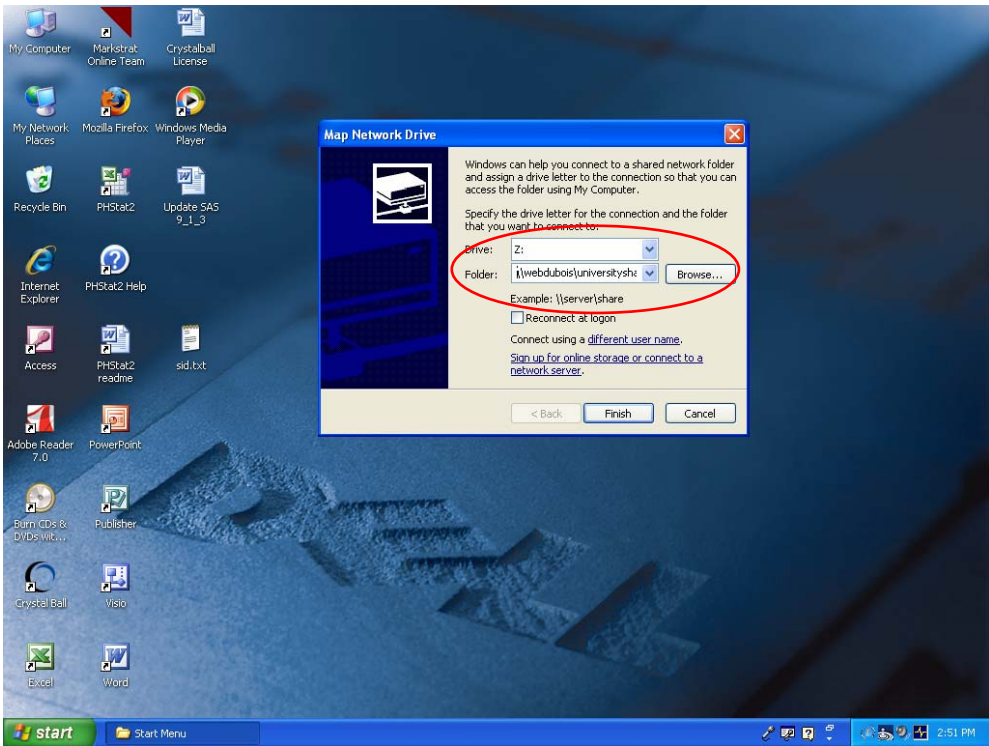 My Computer
Markstrat
Online Team
Crystalball
License
My Network
Places
Mozilla Firefox
Windows Media
Player
Recycle Bin
PHStat2
Update SAS
9_1_3
Internet
Explorer
PHStat2 Help
Access
PHStat2
readme
sid.txt
Adobe Reader
7.0
PowerPoint
Burn CDs &
DVDs wit...
Publisher
Crystal Ball
Visio
Excel
Word
Map Network Drive
Windows can help you connect to a shared network folder
and assign a drive letter to the connection so that you can
access the folder using My Computer.
Specify the drive letter for the connection and the folder
that you want to connect to:
Drive: Z:
Folder: \\webdubois\universitysha Browse...
Example: \\server\share
Reconnect at logon
Connect using a different user name.
Sign up for online storage or connect to a
network server.
< Back Finish Cancel
DELL
start Start Menu 2:51 PM